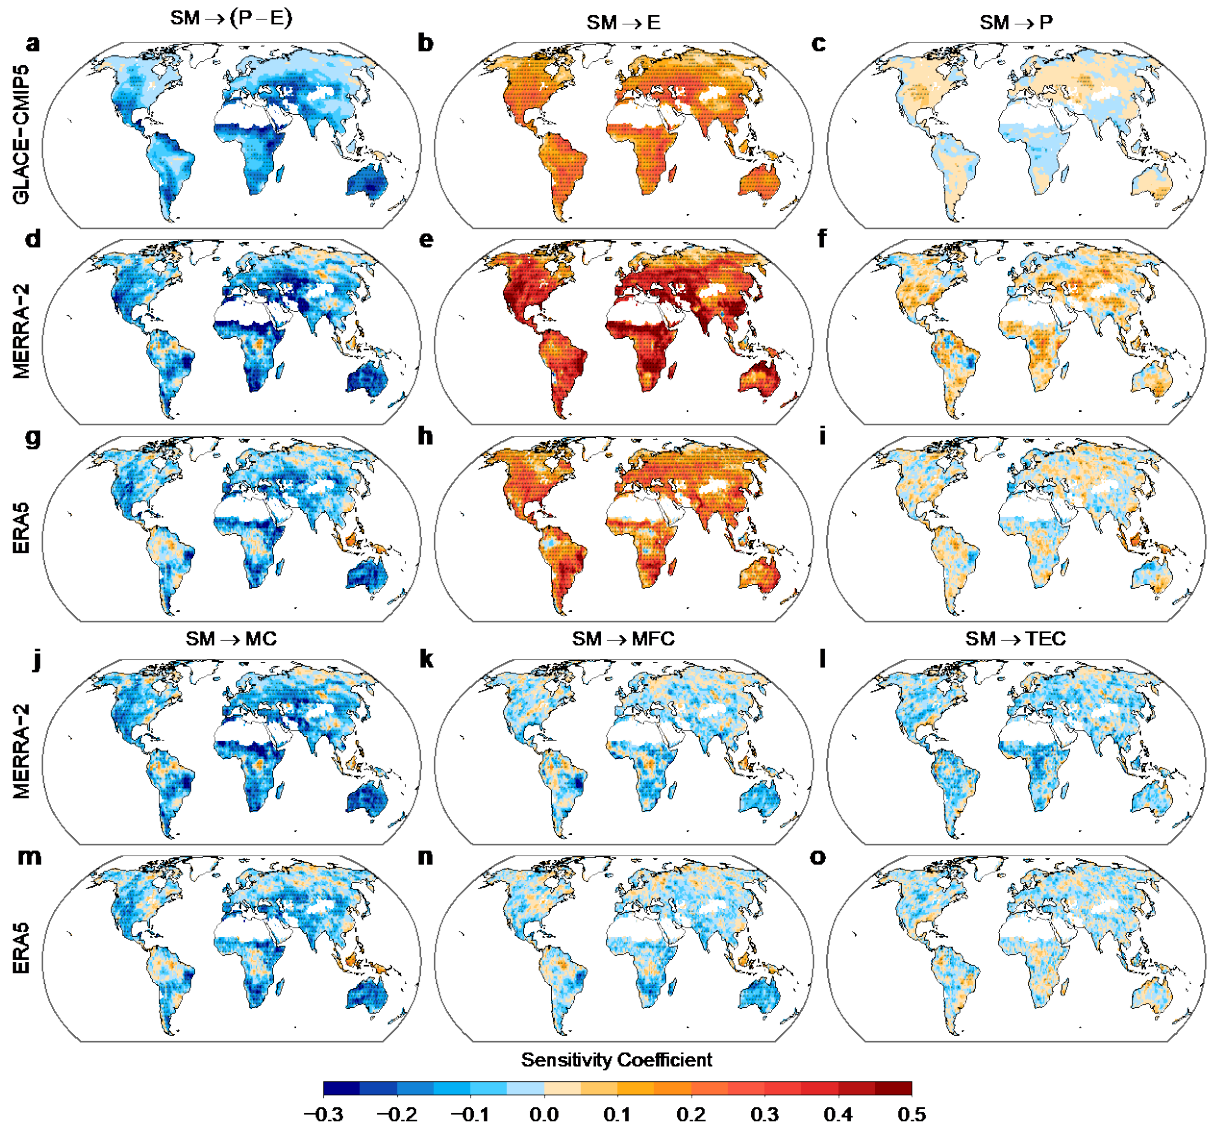 SM → (P − E)
SM → E
SM → P
a
b
c
GLACE−CMIP5
d
e
f
MERRA−2
g
h
i
ERA5
SM → MC
SM → MFC
SM → TEC
j
k
l
MERRA−2
m
n
o
ERA5
Sensitivity Coefficient
−0.3 −0.2 −0.1 0.0 0.1 0.2 0.3 0.4 0.5